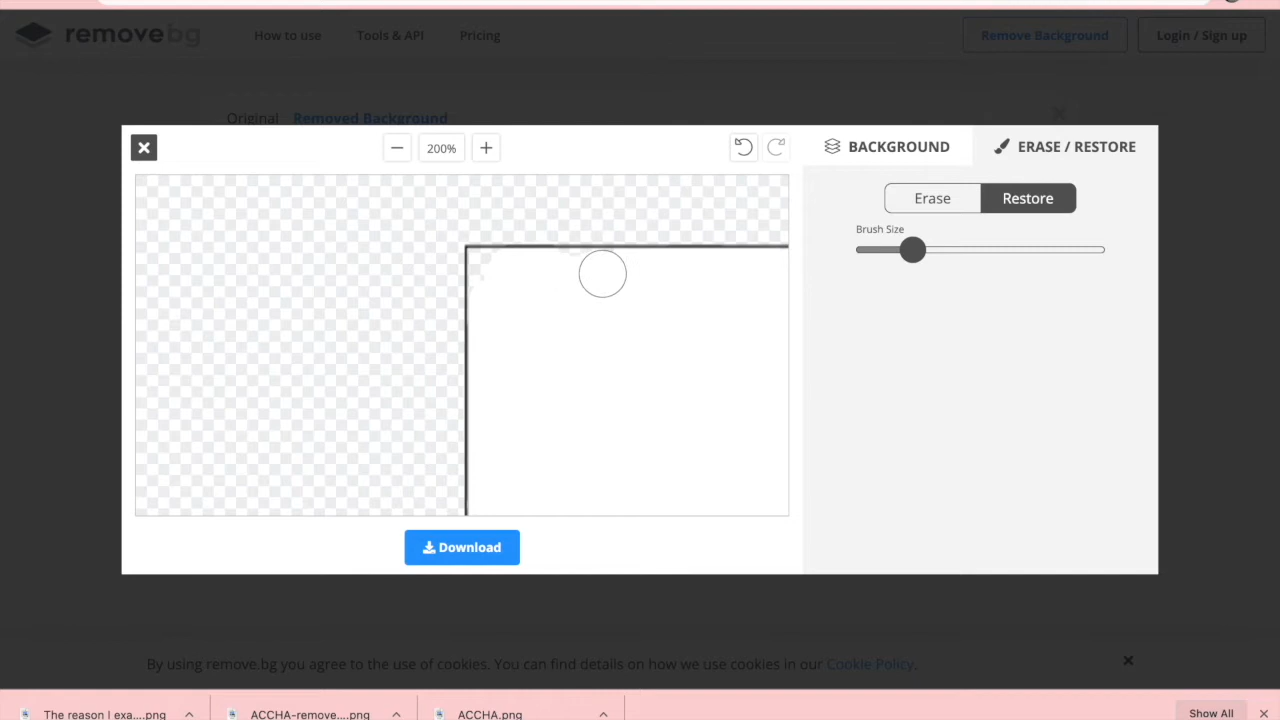 removebg
How to use
Tools & API
Pricing
Remove Background
Login / Sign up
Original
Removed Background
200%
BACKGROUND
ERASE / RESTORE
Erase
Restore
Brush Size
Download
By using remove.bg you agree to the use of cookies. You can find details on how we use cookies in our Cookie Policy.
The reason I exa....png
ACCHA-remove....png
ACCHA.png
Show All